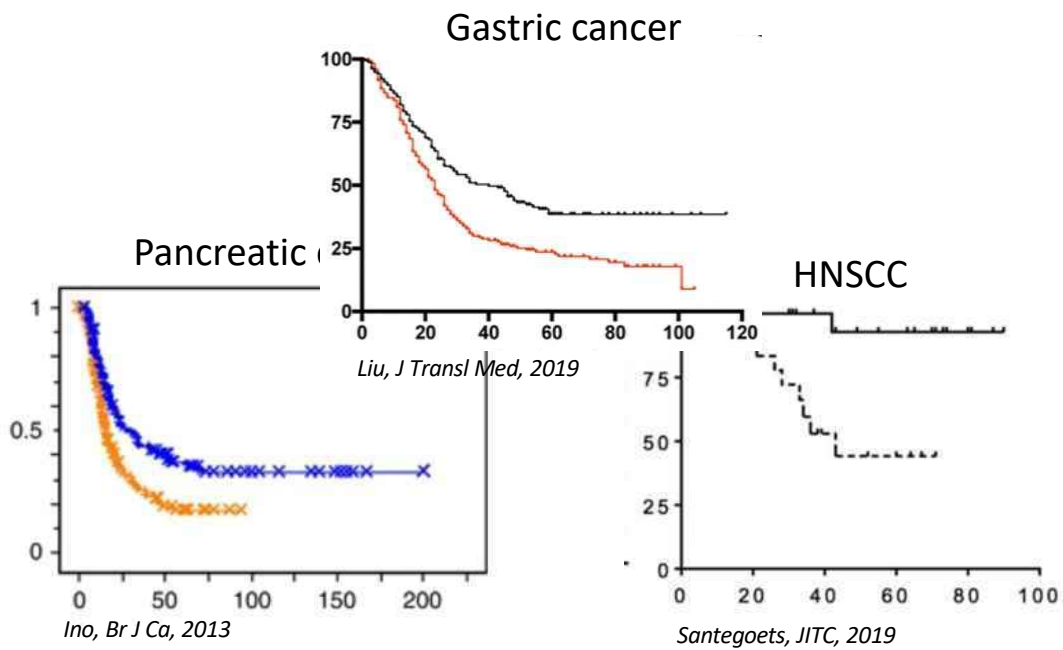 Gastric cancer
100
75
50
25
0
0 20 40 60 80 100 120
Liu, J Transl Med, 2019
Pancreatic
1
0.5
0
0 50 100 150 200
Ino, Br J Ca, 2013
HNSCC
75
50
25
0
0 20 40 60 80 100
Santegoets, JITC, 2019